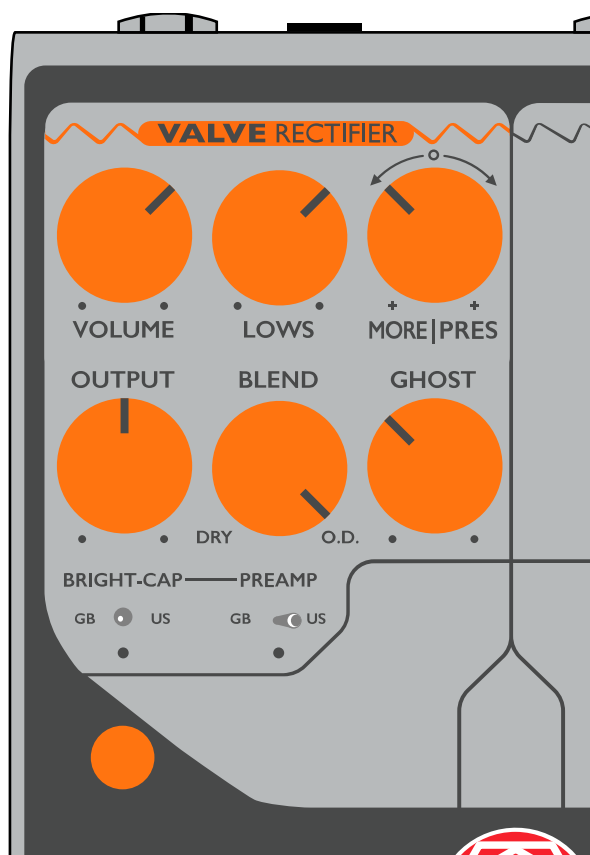 VALVE RECTIFIER
VOLUME LOWS MORE|PRES
OUTPUT BLEND GHOST
DRY O.D.
BRIGHT-CAP PREAMP
GB US GB US